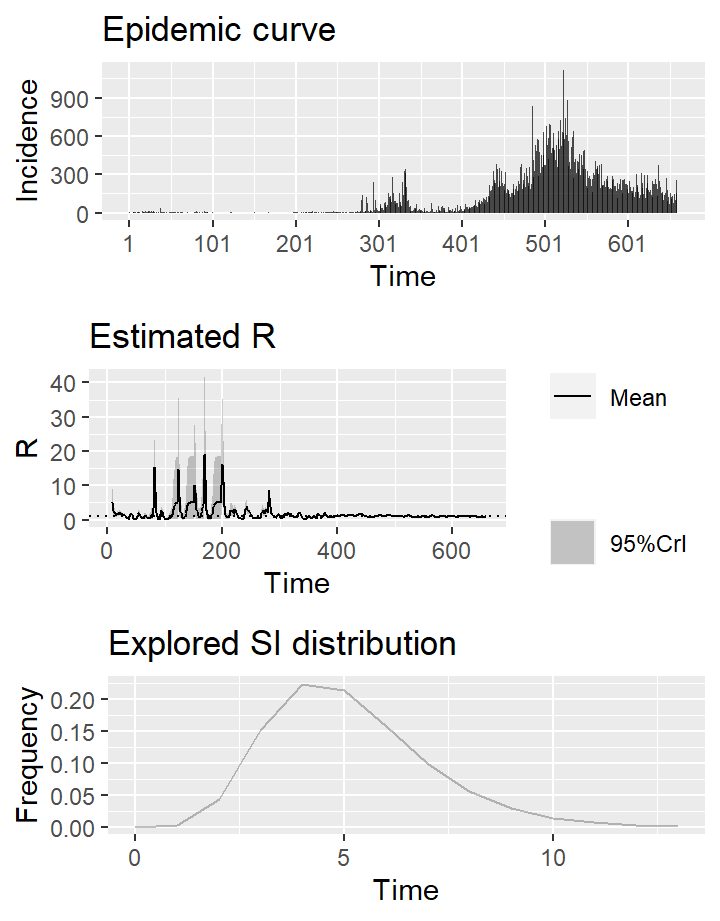 Epidemic curve
Incidence
900
600
300
0
1 101 201 301 401 501 601
Time
Estimated R
R
40
30
20
10
0
0 200 400 600
Time
Mean
95%CrI
Explored SI distribution
Frequency
0.20
0.15
0.10
0.05
0.00
0 5 10
Time